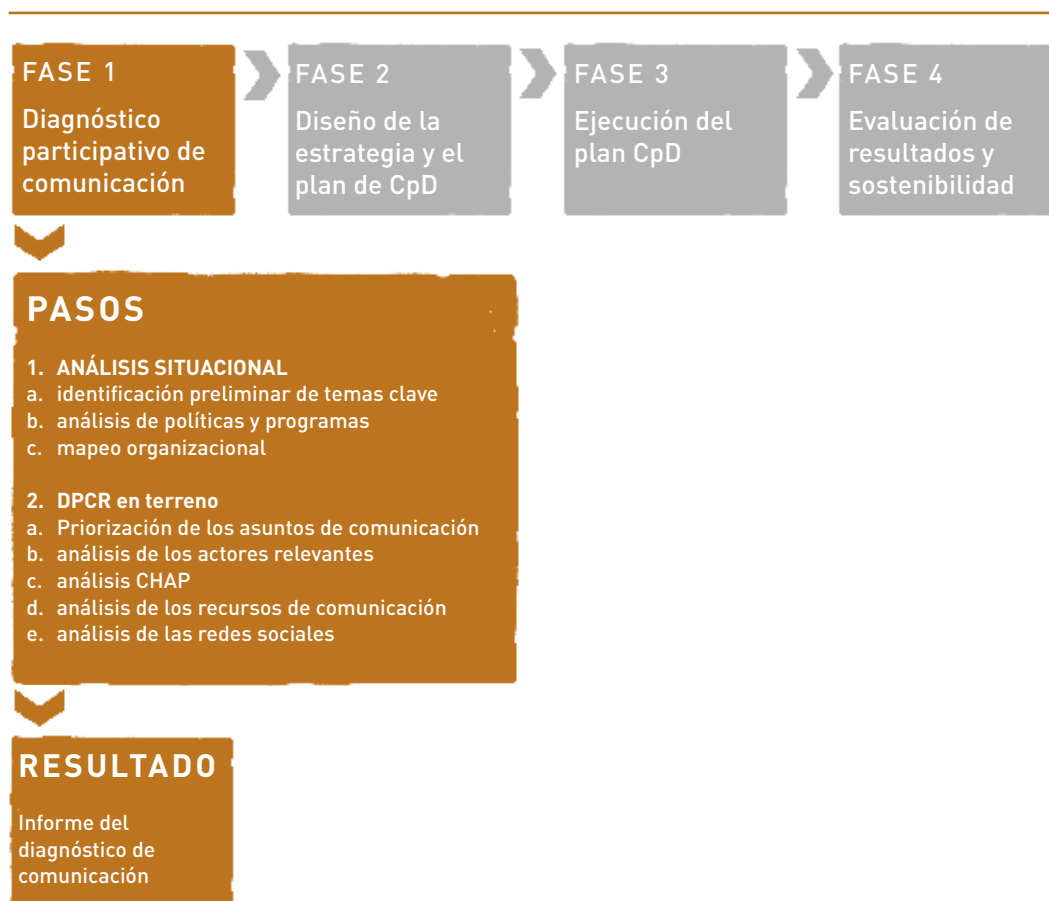 FASE 1
Diagnóstico
participativo de
comunicación
FASE 2
Diseño de la
estrategia y el
plan de CpD
FASE 3
Ejecución del
plan CpD
FASE 4
Evaluación de
resultados y
sostenibilidad
PASOS
1. ANÁLISIS SITUACIONAL
a. identificación preliminar de temas clave
b. análisis de políticas y programas
c. mapeo organizacional
2. DPCR en terreno
a. Priorización de los asuntos de comunicación
b. análisis de los actores relevantes
c. análisis CHAP
d. análisis de los recursos de comunicación
e. análisis de las redes sociales
RESULTADO
Informe del
diagnóstico de
comunicación